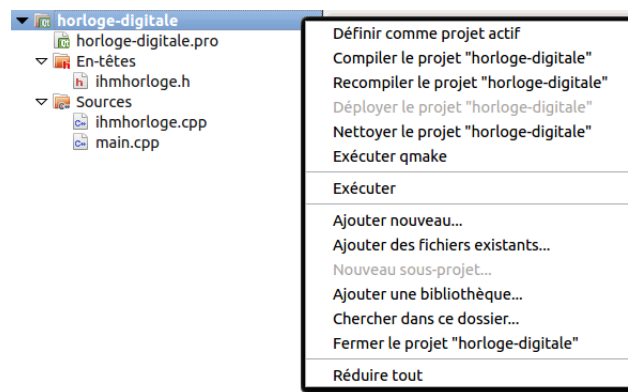 horloge-digitale
horloge-digitale.pro
En-têtes
ihmhorloge.h
Sources
ihmhorloge.cpp
main.cpp
Définir comme projet actif
Compiler le projet "horloge-digitale"
Recompiler le projet "horloge-digitale"
Déployer le projet "horloge-digitale"
Nettoyer le projet "horloge-digitale"
Exécuter qmake
Exécuter
Ajouter nouveau...
Ajouter des fichiers existants...
Nouveau sous-projet...
Ajouter une bibliothèque...
Chercher dans ce dossier...
Fermer le projet "horloge-digitale"
Réduire tout